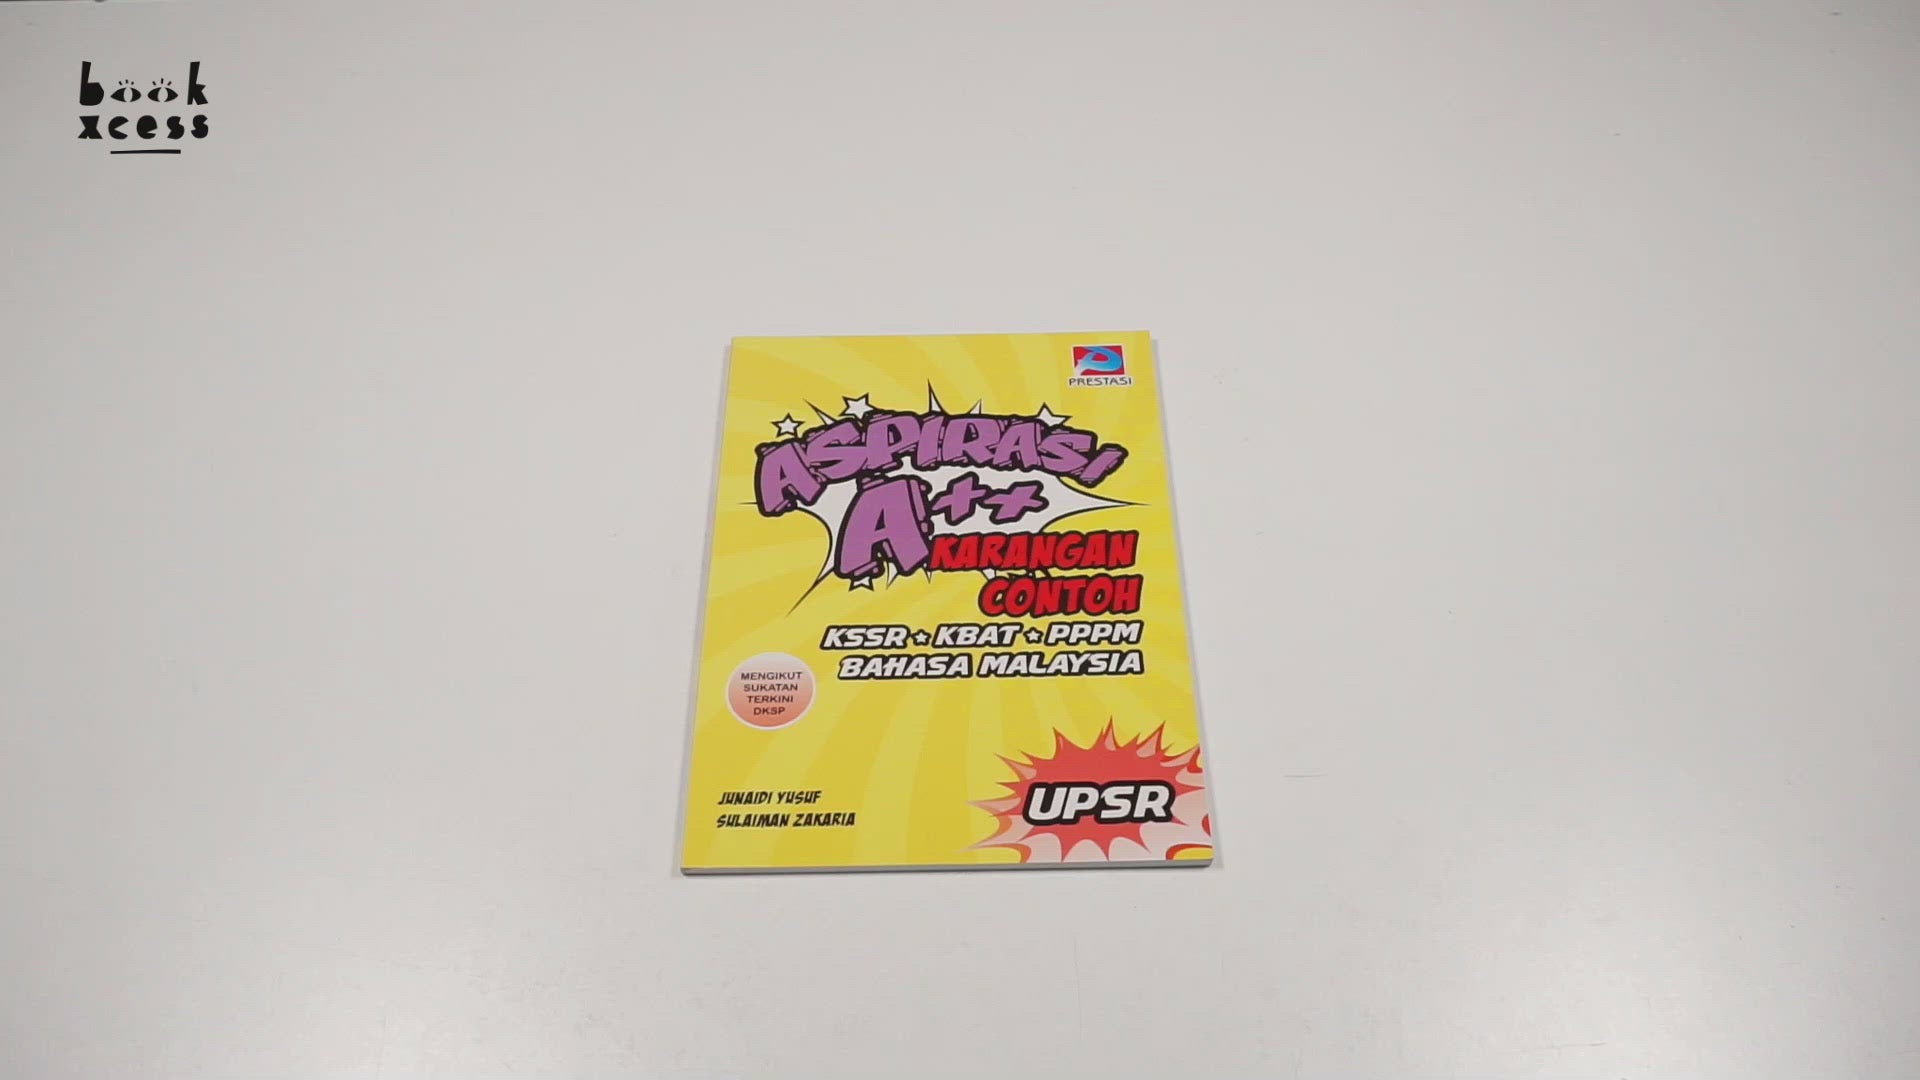 book
xcess
PRESTASI
ASPIRASI
A++
KARANGAN
CONTOH
KSSR ★ KBAT ★ PPPM
BAHASA MALAYSIA
MENGIKUT
SUKATAN
TERKINI
DKSP
JUNAIDI YUSUF
SULAIMAN ZAKARIA
UPSR